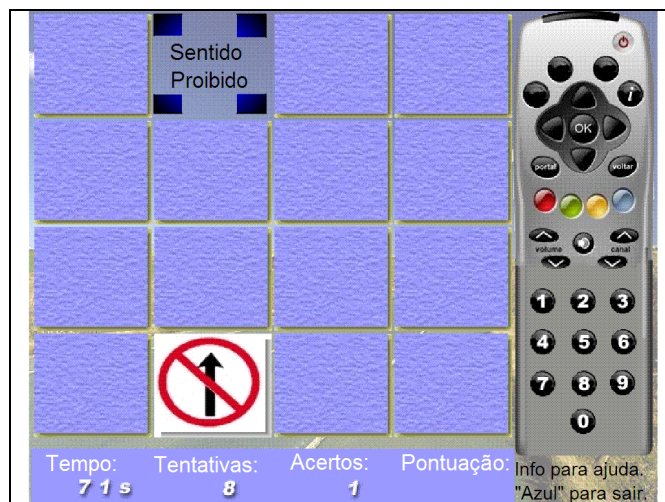 Sentido
Proibido
i
OK
portal
voltar
volume
canal
1 2 3
4 5 6
7 8 9
0
Tempo: Tentativas: Acertos: Pontuação:
71s 8 1
Info para ajuda.
"Azul" para sair.